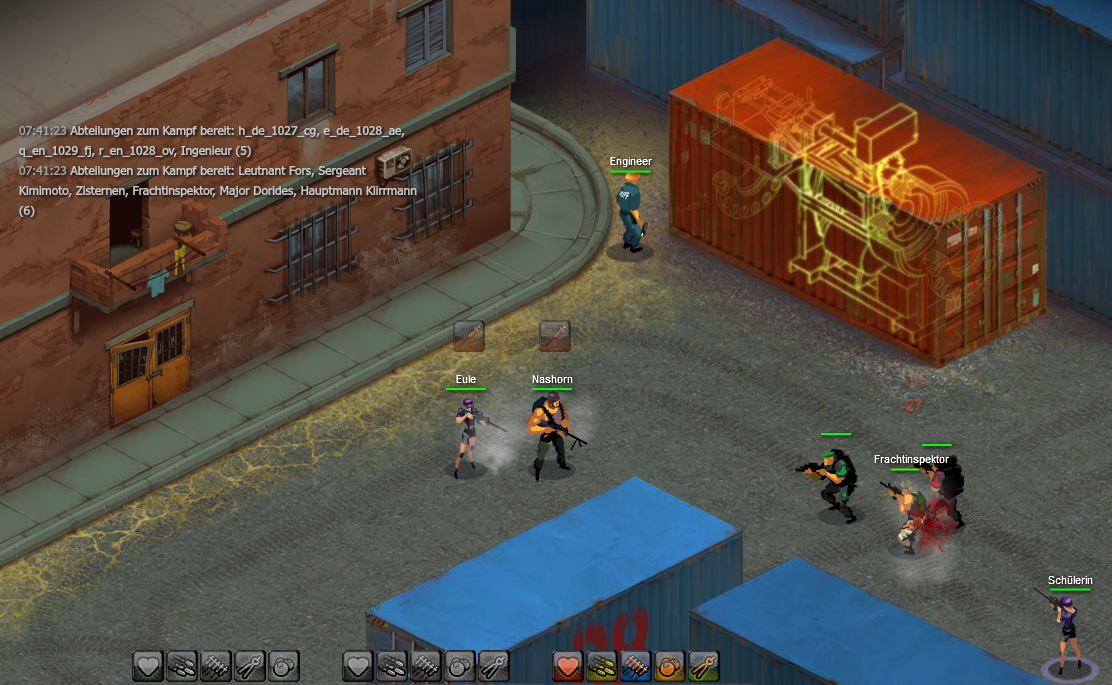 07:41:23 Abteilungen zum Kampf bereit: h_de_1027_cg, e_de_1028_ae,
q_en_1029_fj, r_en_1028_ov, Ingenieur (5)
07:41:23 Abteilungen zum Kampf bereit: Leutnant Fors, Sergeant
Kimimoto, Zisternen, Frachtinspektor, Major Dorides, Hauptmann Klirrmann
(6)
Engineer
Eule
Nashorn
-27
Frachtinspektor
Schülerin
98